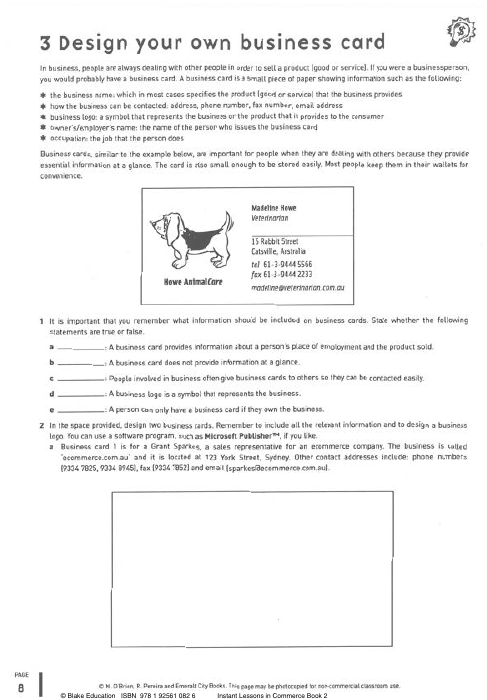 3 Design your own business card
In business, people are always dealing with other people in order to sell a product (good or service). If you were a businessperson,
you would probably have a business card. A business card is a small piece of paper showing information such as the following:
✱ the business name: which in most cases specifies the product (good or service) that the business provides
✱ how the business can be contacted: address, phone number, fax number, email address
✱ business logo: a symbol that represents the business or the product that it provides to the consumer
✱ owner's/employer's name: the name of the person who issues the business card
✱ occupation: the job that the person does
Business cards, similar to the example below, are important for people when they are dealing with others because they provide
essential information at a glance. The card is also small enough to be stored easily. Most people keep them in their wallets for
convenience.
Madeline Howe
Veterinarian
15 Rabbit Street
Catsville, Australia
tel 61-3-9444 5566
fax 61-3-9444 2233
madeline@veterinarian.com.au
Howe AnimalCare
1 It is important that you remember what information should be included on business cards. State whether the following
statements are true or false.
a ________: A business card provides information about a person's place of employment and the product sold.
b ________: A business card does not provide information at a glance.
c ________: People involved in business often give business cards to others so they can be contacted easily.
d ________: A business logo is a symbol that represents the business.
e ________: A person can only have a business card if they own the business.
2 In the space provided, design two business cards. Remember to include all the relevant information and to design a business
logo. You can use a software program, such as Microsoft Publisher™, if you like.
a Business card 1 is for a Grant Sparkes, a sales representative for an ecommerce company. The business is called
'ecommerce.com.au' and it is located at 123 York Street, Sydney. Other contact addresses include: phone numbers
(9334 7825, 9334 8945), fax (9334 7852) and email (sparkes@ecommerce.com.au).
PAGE
8
© M. O'Brien, R. Pereira and Emerald City Books. This page may be photocopied for non-commercial classroom use.
© Blake Education ISBN 978 1 92561 082 6 Instant Lessons in Commerce Book 2